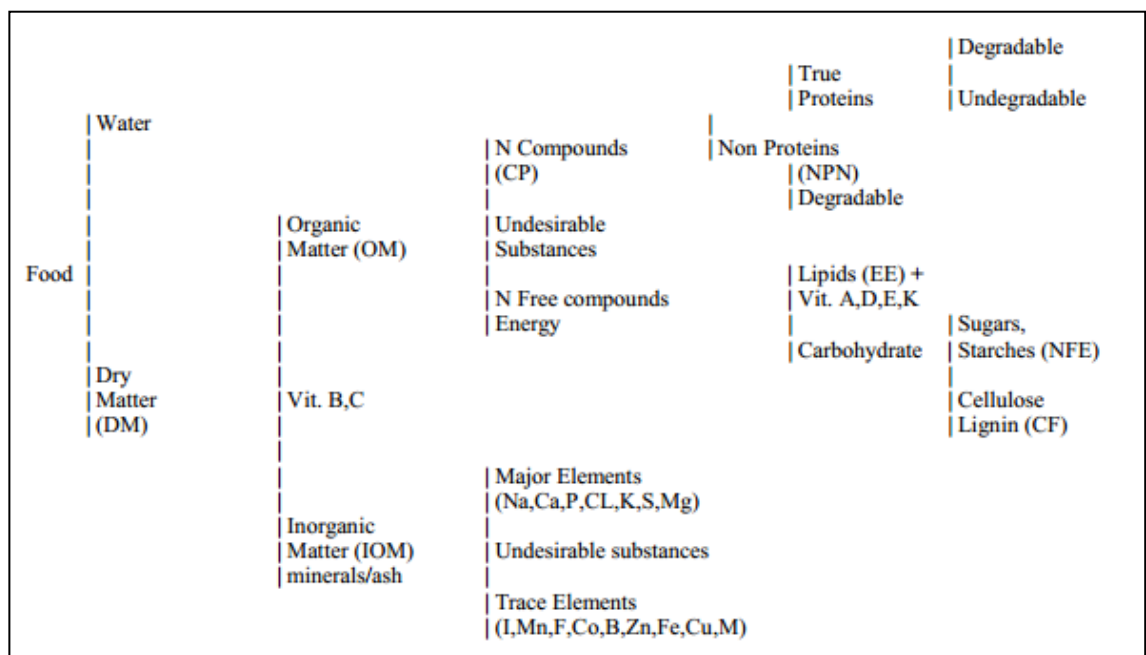 Degradable
True
Proteins
Undegradable
Water
N Compounds
(CP)
Non Proteins
(NPN)
Degradable
Organic
Matter (OM)
Undesirable
Substances
Food
Lipids (EE) +
Vit. A,D,E,K
N Free compounds
Energy
Carbohydrate
Sugars,
Starches (NFE)
Dry
Matter
(DM)
Vit. B,C
Cellulose
Lignin (CF)
Major Elements
(Na,Ca,P,CL,K,S,Mg)
Inorganic
Matter (IOM)
minerals/ash
Undesirable substances
Trace Elements
(I,Mn,F,Co,B,Zn,Fe,Cu,M)